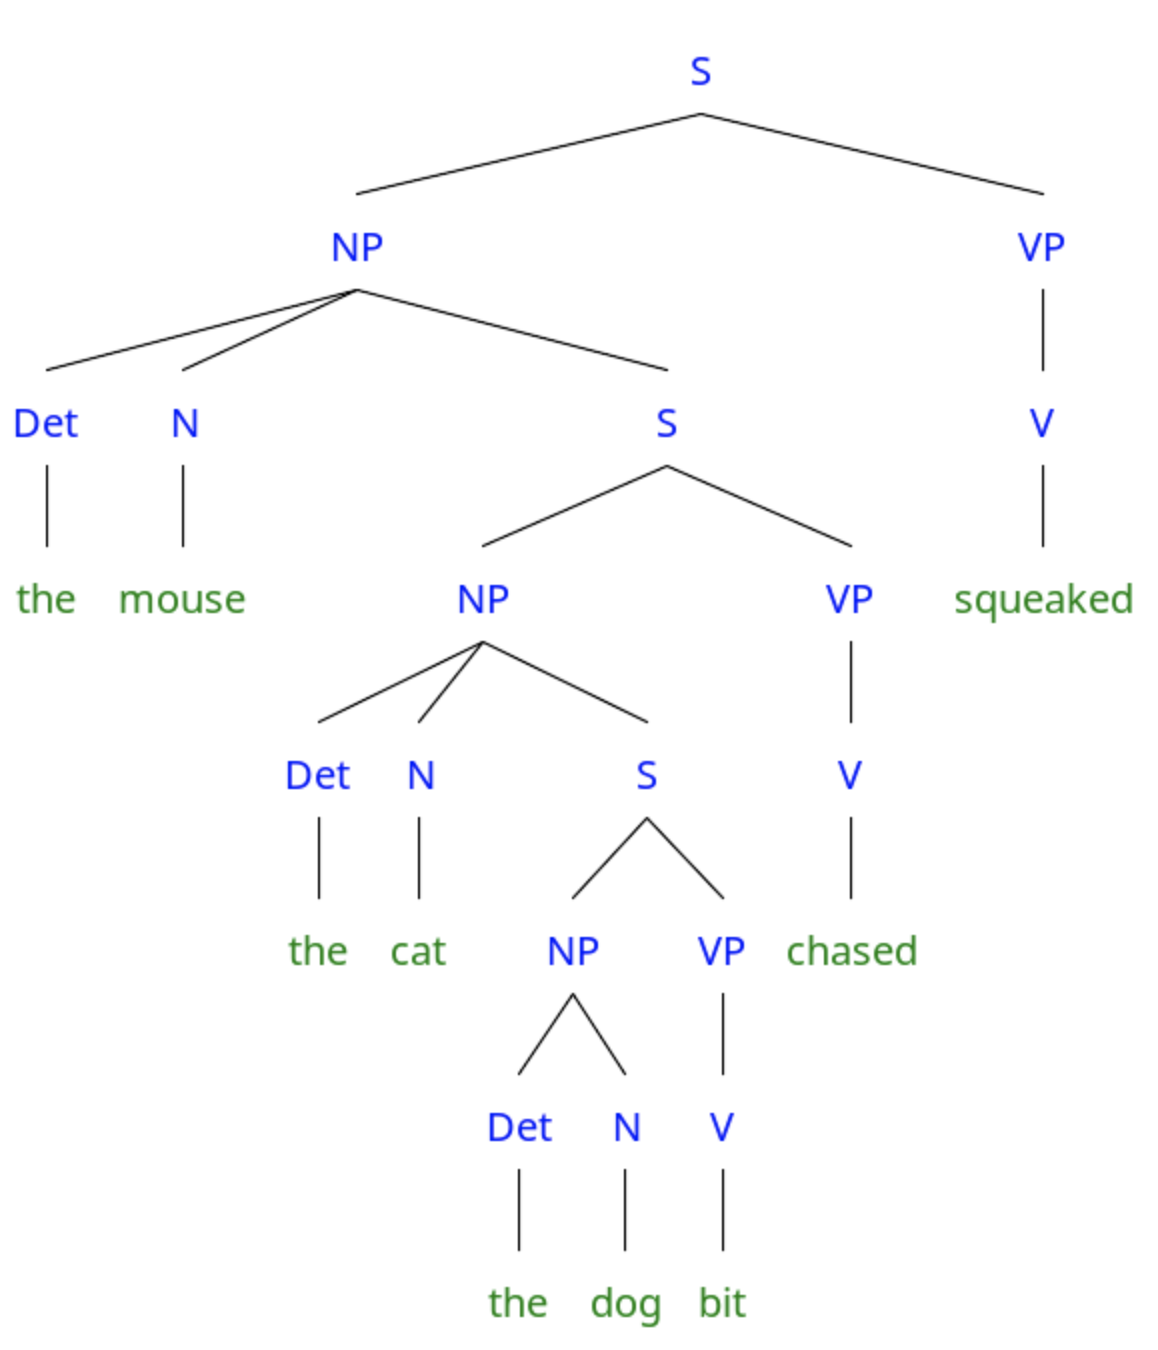 S
NP VP
Det N S V
the mouse NP VP squeaked
Det N S V
the cat NP VP chased
Det N V
the dog bit